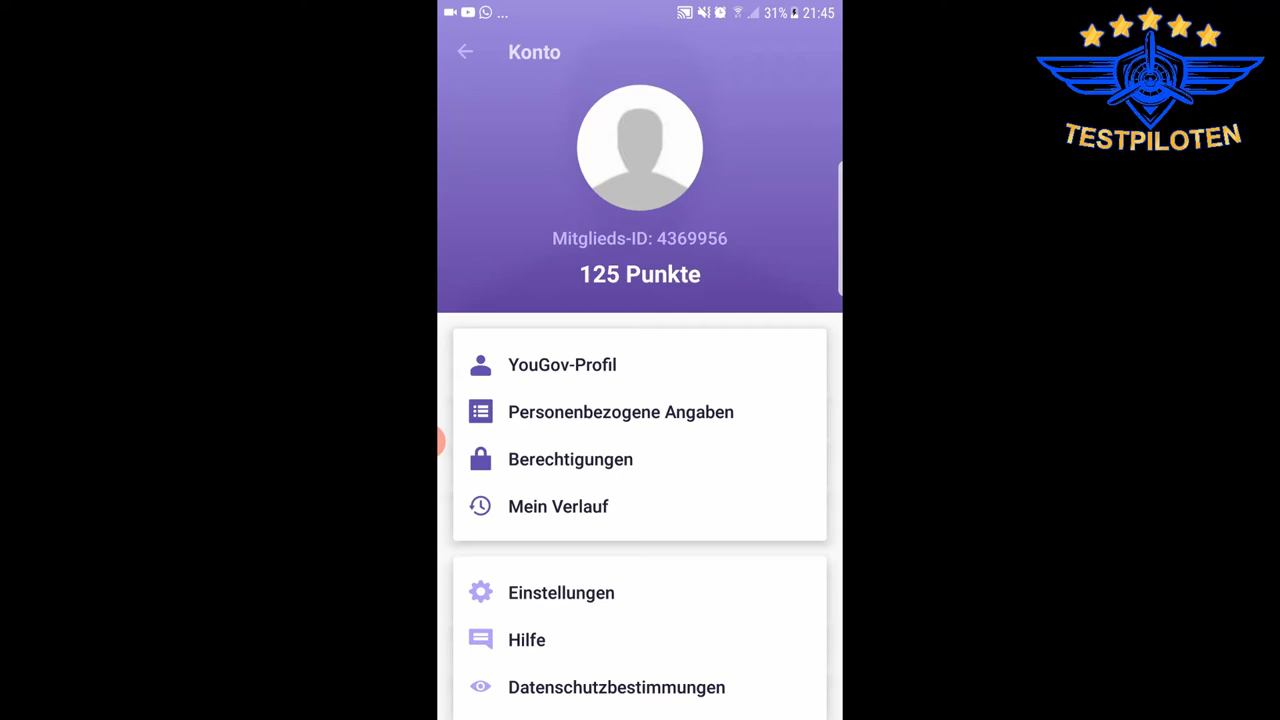 ... 31% 21:45
Konto
Mitglieds-ID: 4369956
125 Punkte
YouGov-Profil
Personenbezogene Angaben
Berechtigungen
Mein Verlauf
Einstellungen
Hilfe
Datenschutzbestimmungen
TESTPILOTEN